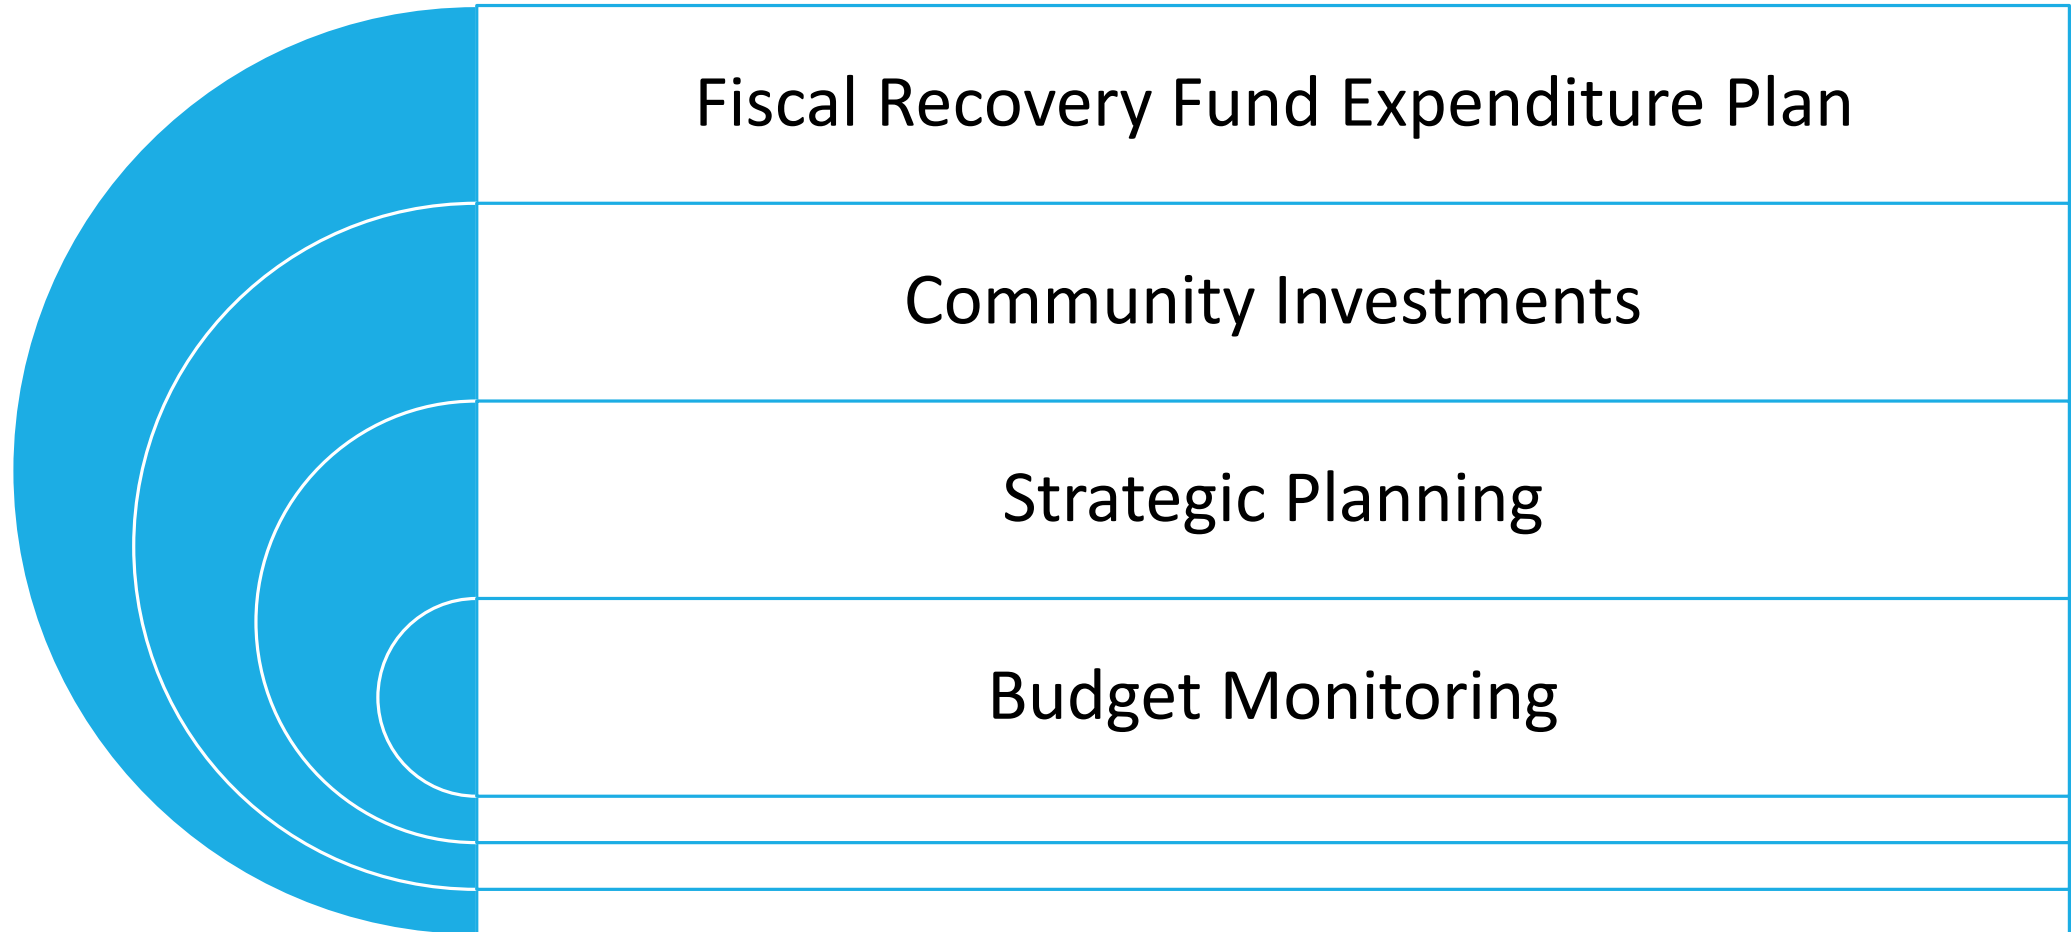 Fiscal Recovery Fund Expenditure Plan
Community Investments
Strategic Planning
Budget Monitoring